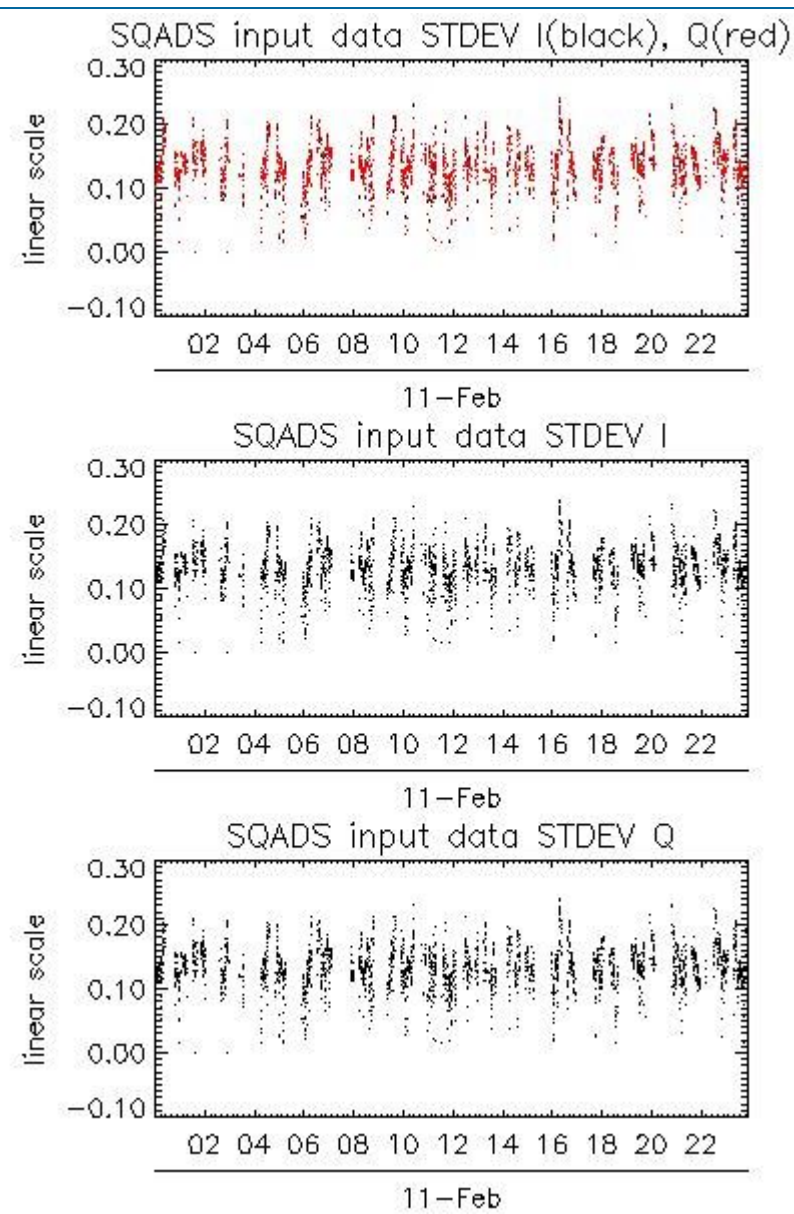 SQADS input data STDEV I(black), Q(red)
0.30
0.20
0.10
0.00
−0.10
linear scale
02 04 06 08 10 12 14 16 18 20 22
11−Feb
SQADS input data STDEV I
0.30
0.20
0.10
0.00
−0.10
linear scale
02 04 06 08 10 12 14 16 18 20 22
11−Feb
SQADS input data STDEV Q
0.30
0.20
0.10
0.00
−0.10
linear scale
02 04 06 08 10 12 14 16 18 20 22
11−Feb